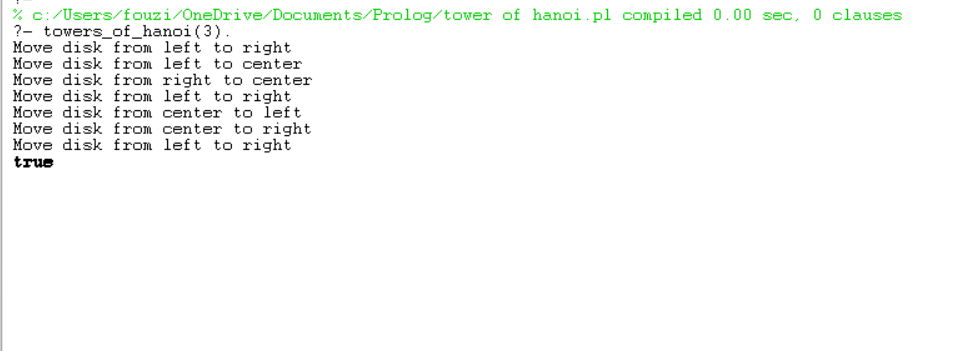 % c:/Users/fouzi/OneDrive/Documents/Prolog/tower of hanoi.pl compiled 0.00 sec, 0 clauses
?- towers_of_hanoi(3).
Move disk from left to right
Move disk from left to center
Move disk from right to center
Move disk from left to right
Move disk from center to left
Move disk from center to right
Move disk from left to right
true